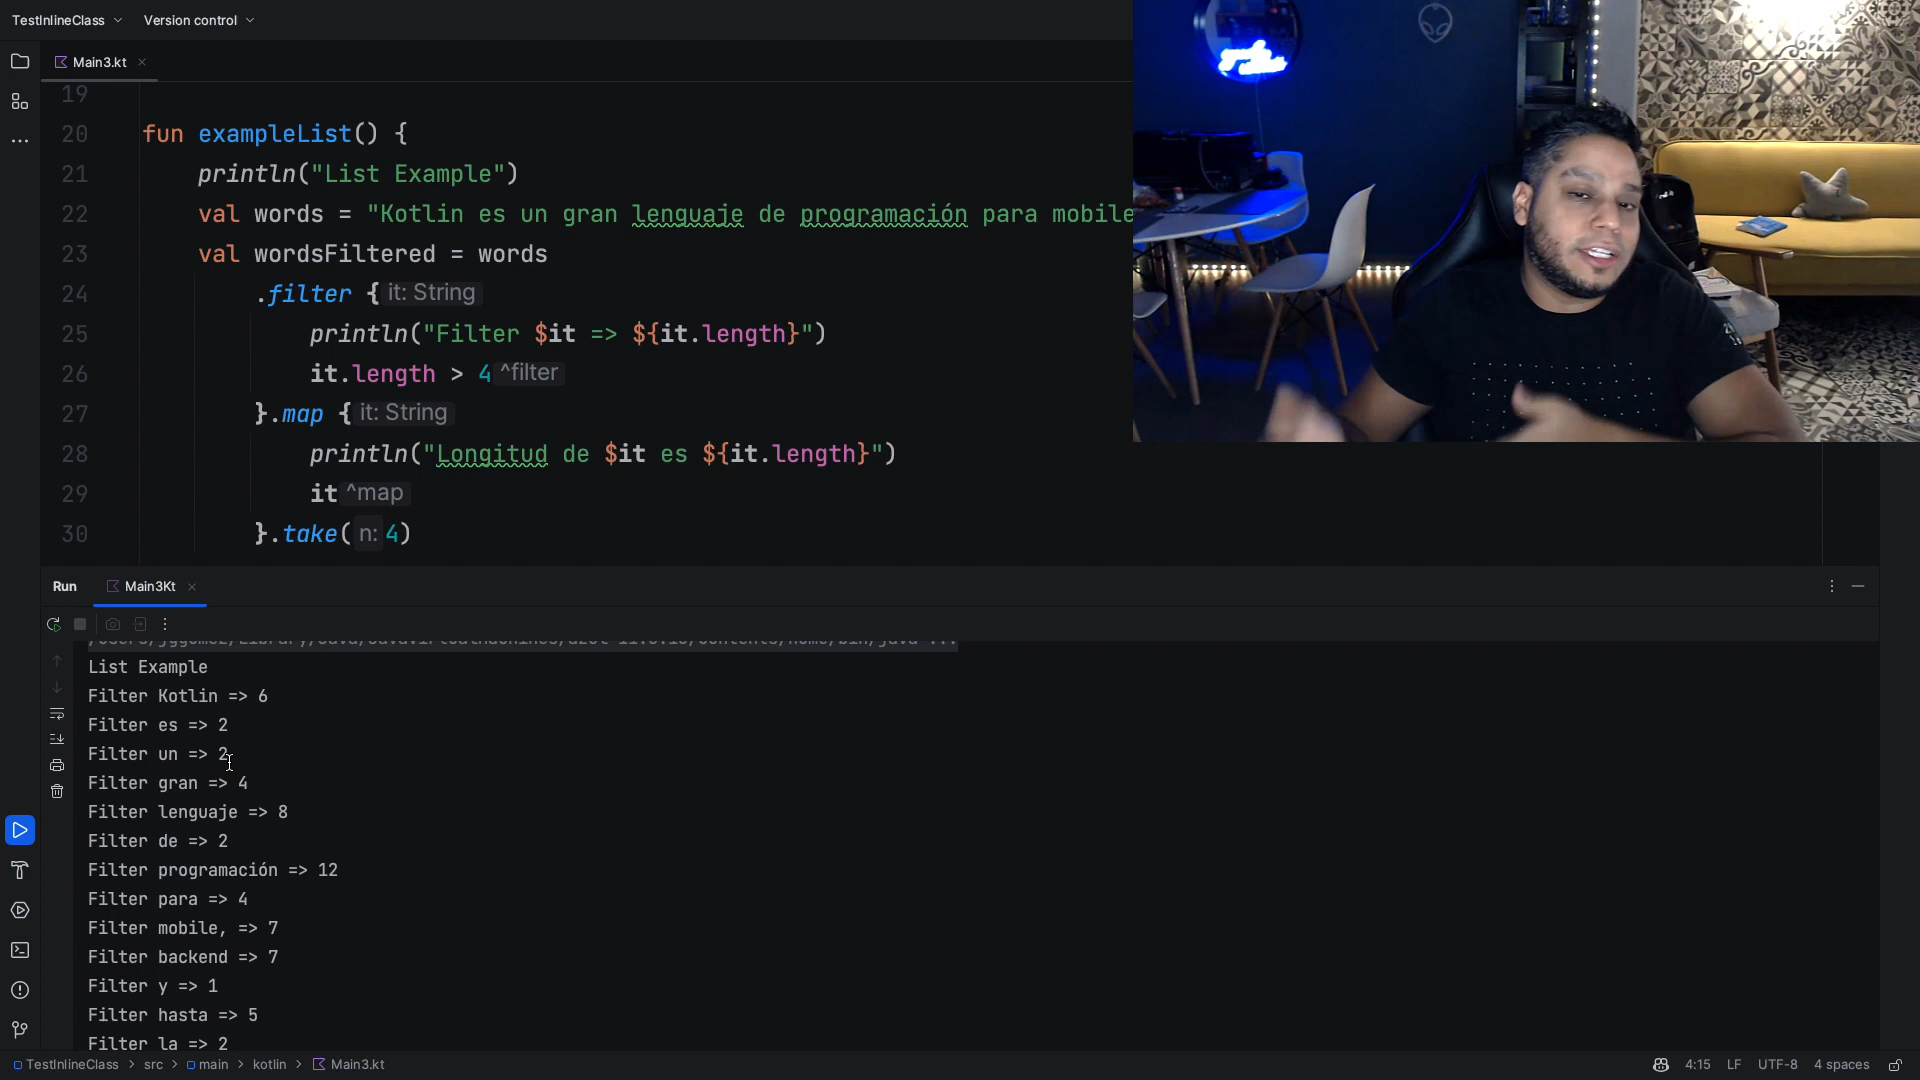 TestInlineClass Version control
Main3.kt
19
20 fun exampleList() {
21 println("List Example")
22 val words = "Kotlin es un gran lenguaje de programación para mobile
23 val wordsFiltered = words
24 .filter { it: String
25 println("Filter $it => ${it.length}")
26 it.length > 4 ^filter
27 }.map { it: String
28 println("Longitud de $it es ${it.length}")
29 it ^map
30 }.take( n: 4)
Run Main3Kt
List Example
Filter Kotlin => 6
Filter es => 2
Filter un => 2
Filter gran => 4
Filter lenguaje => 8
Filter de => 2
Filter programación => 12
Filter para => 4
Filter mobile, => 7
Filter backend => 7
Filter y => 1
Filter hasta => 5
Filter la => 2
TestInlineClass > src > main > kotlin > Main3.kt 4:15 LF UTF-8 4 spaces